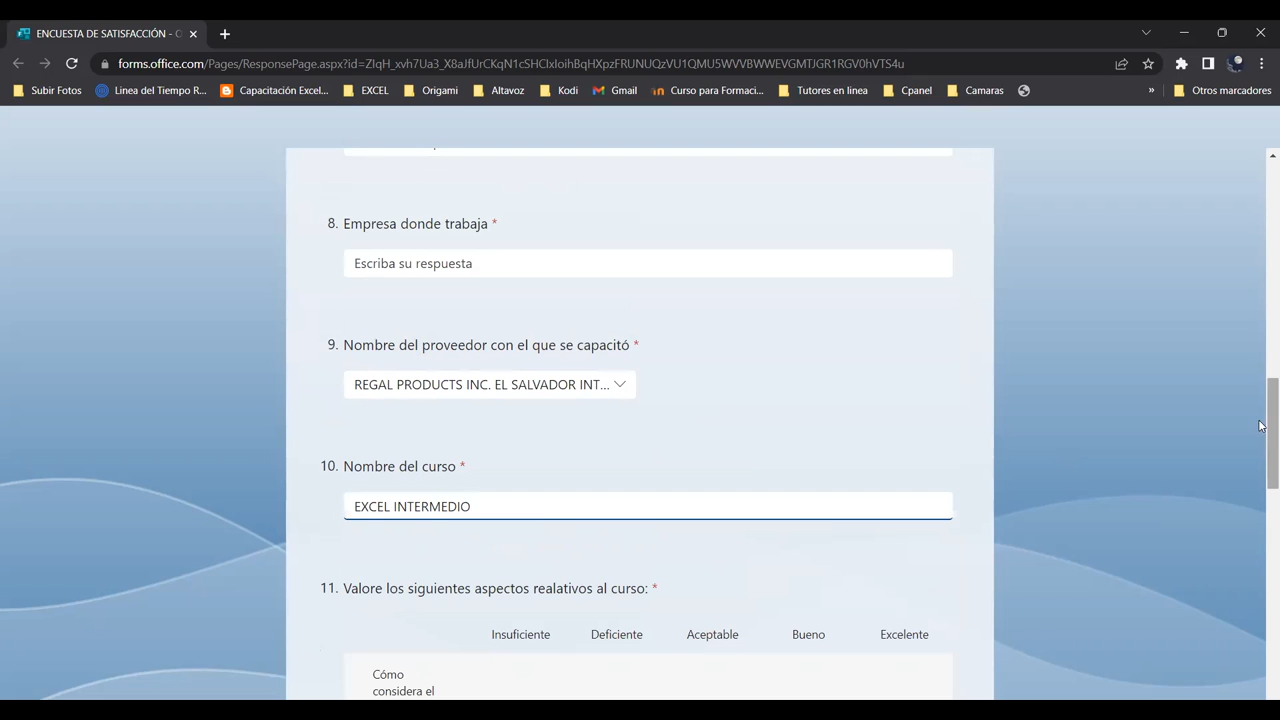 ENCUESTA DE SATISFACCIÓN -
forms.office.com/Pages/ResponsePage.aspx?id=ZIqH_xvh7Ua3_X8aJfUrCKqN1cSHCIxIoihBqHXpzFRUNUQzVU1QMU5WVVBWWEVGMTJGR1RGV0hVTS4u
Subir Fotos
Linea del Tiempo R...
Capacitación Excel...
EXCEL
Origami
Altavoz
Kodi
Gmail
Curso para Formaci...
Tutores en linea
Cpanel
Camaras
»
Otros marcadores
8. Empresa donde trabaja *
Escriba su respuesta
9. Nombre del proveedor con el que se capacitó *
REGAL PRODUCTS INC. EL SALVADOR INT...
10. Nombre del curso *
EXCEL INTERMEDIO
11. Valore los siguientes aspectos realativos al curso: *
Insuficiente Deficiente Aceptable Bueno Excelente
Cómo
considera el